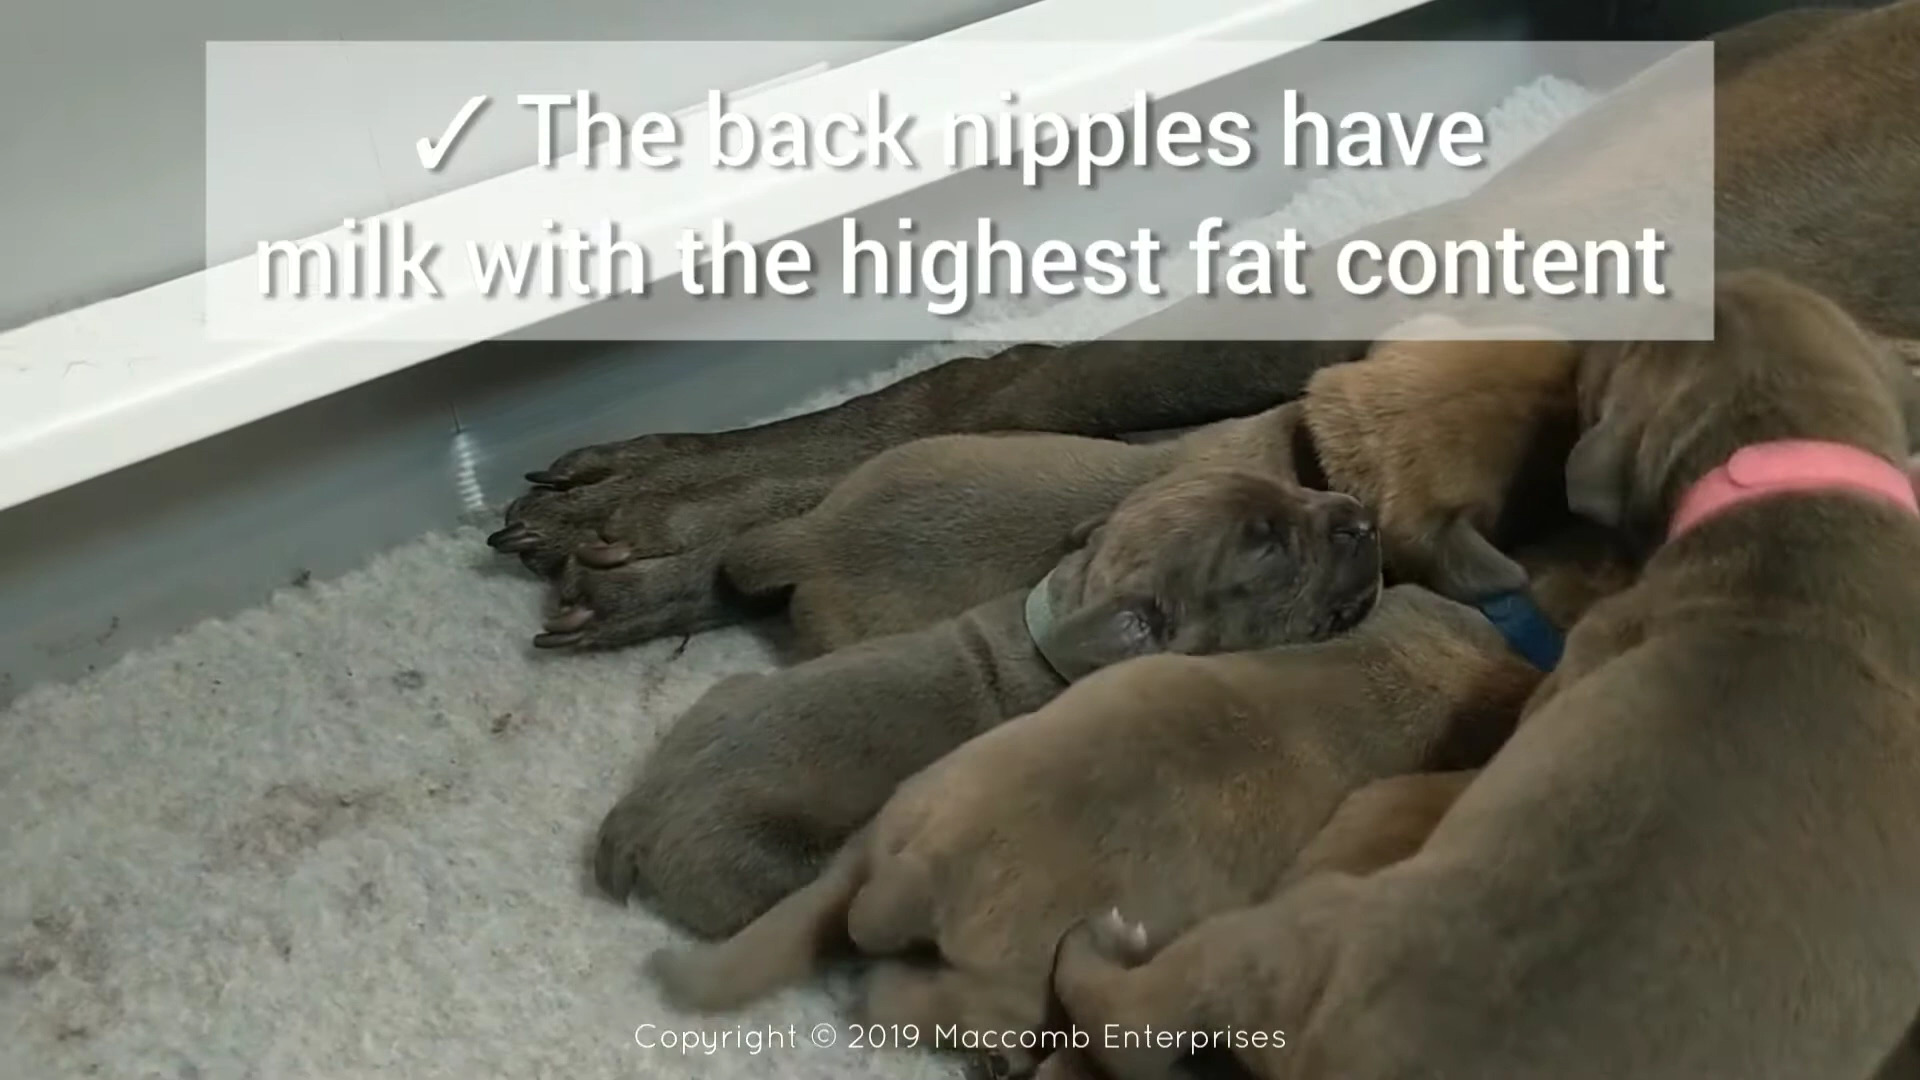 ✓ The back nipples have
milk with the highest fat content
Copyright © 2019 Maccomb Enterprises